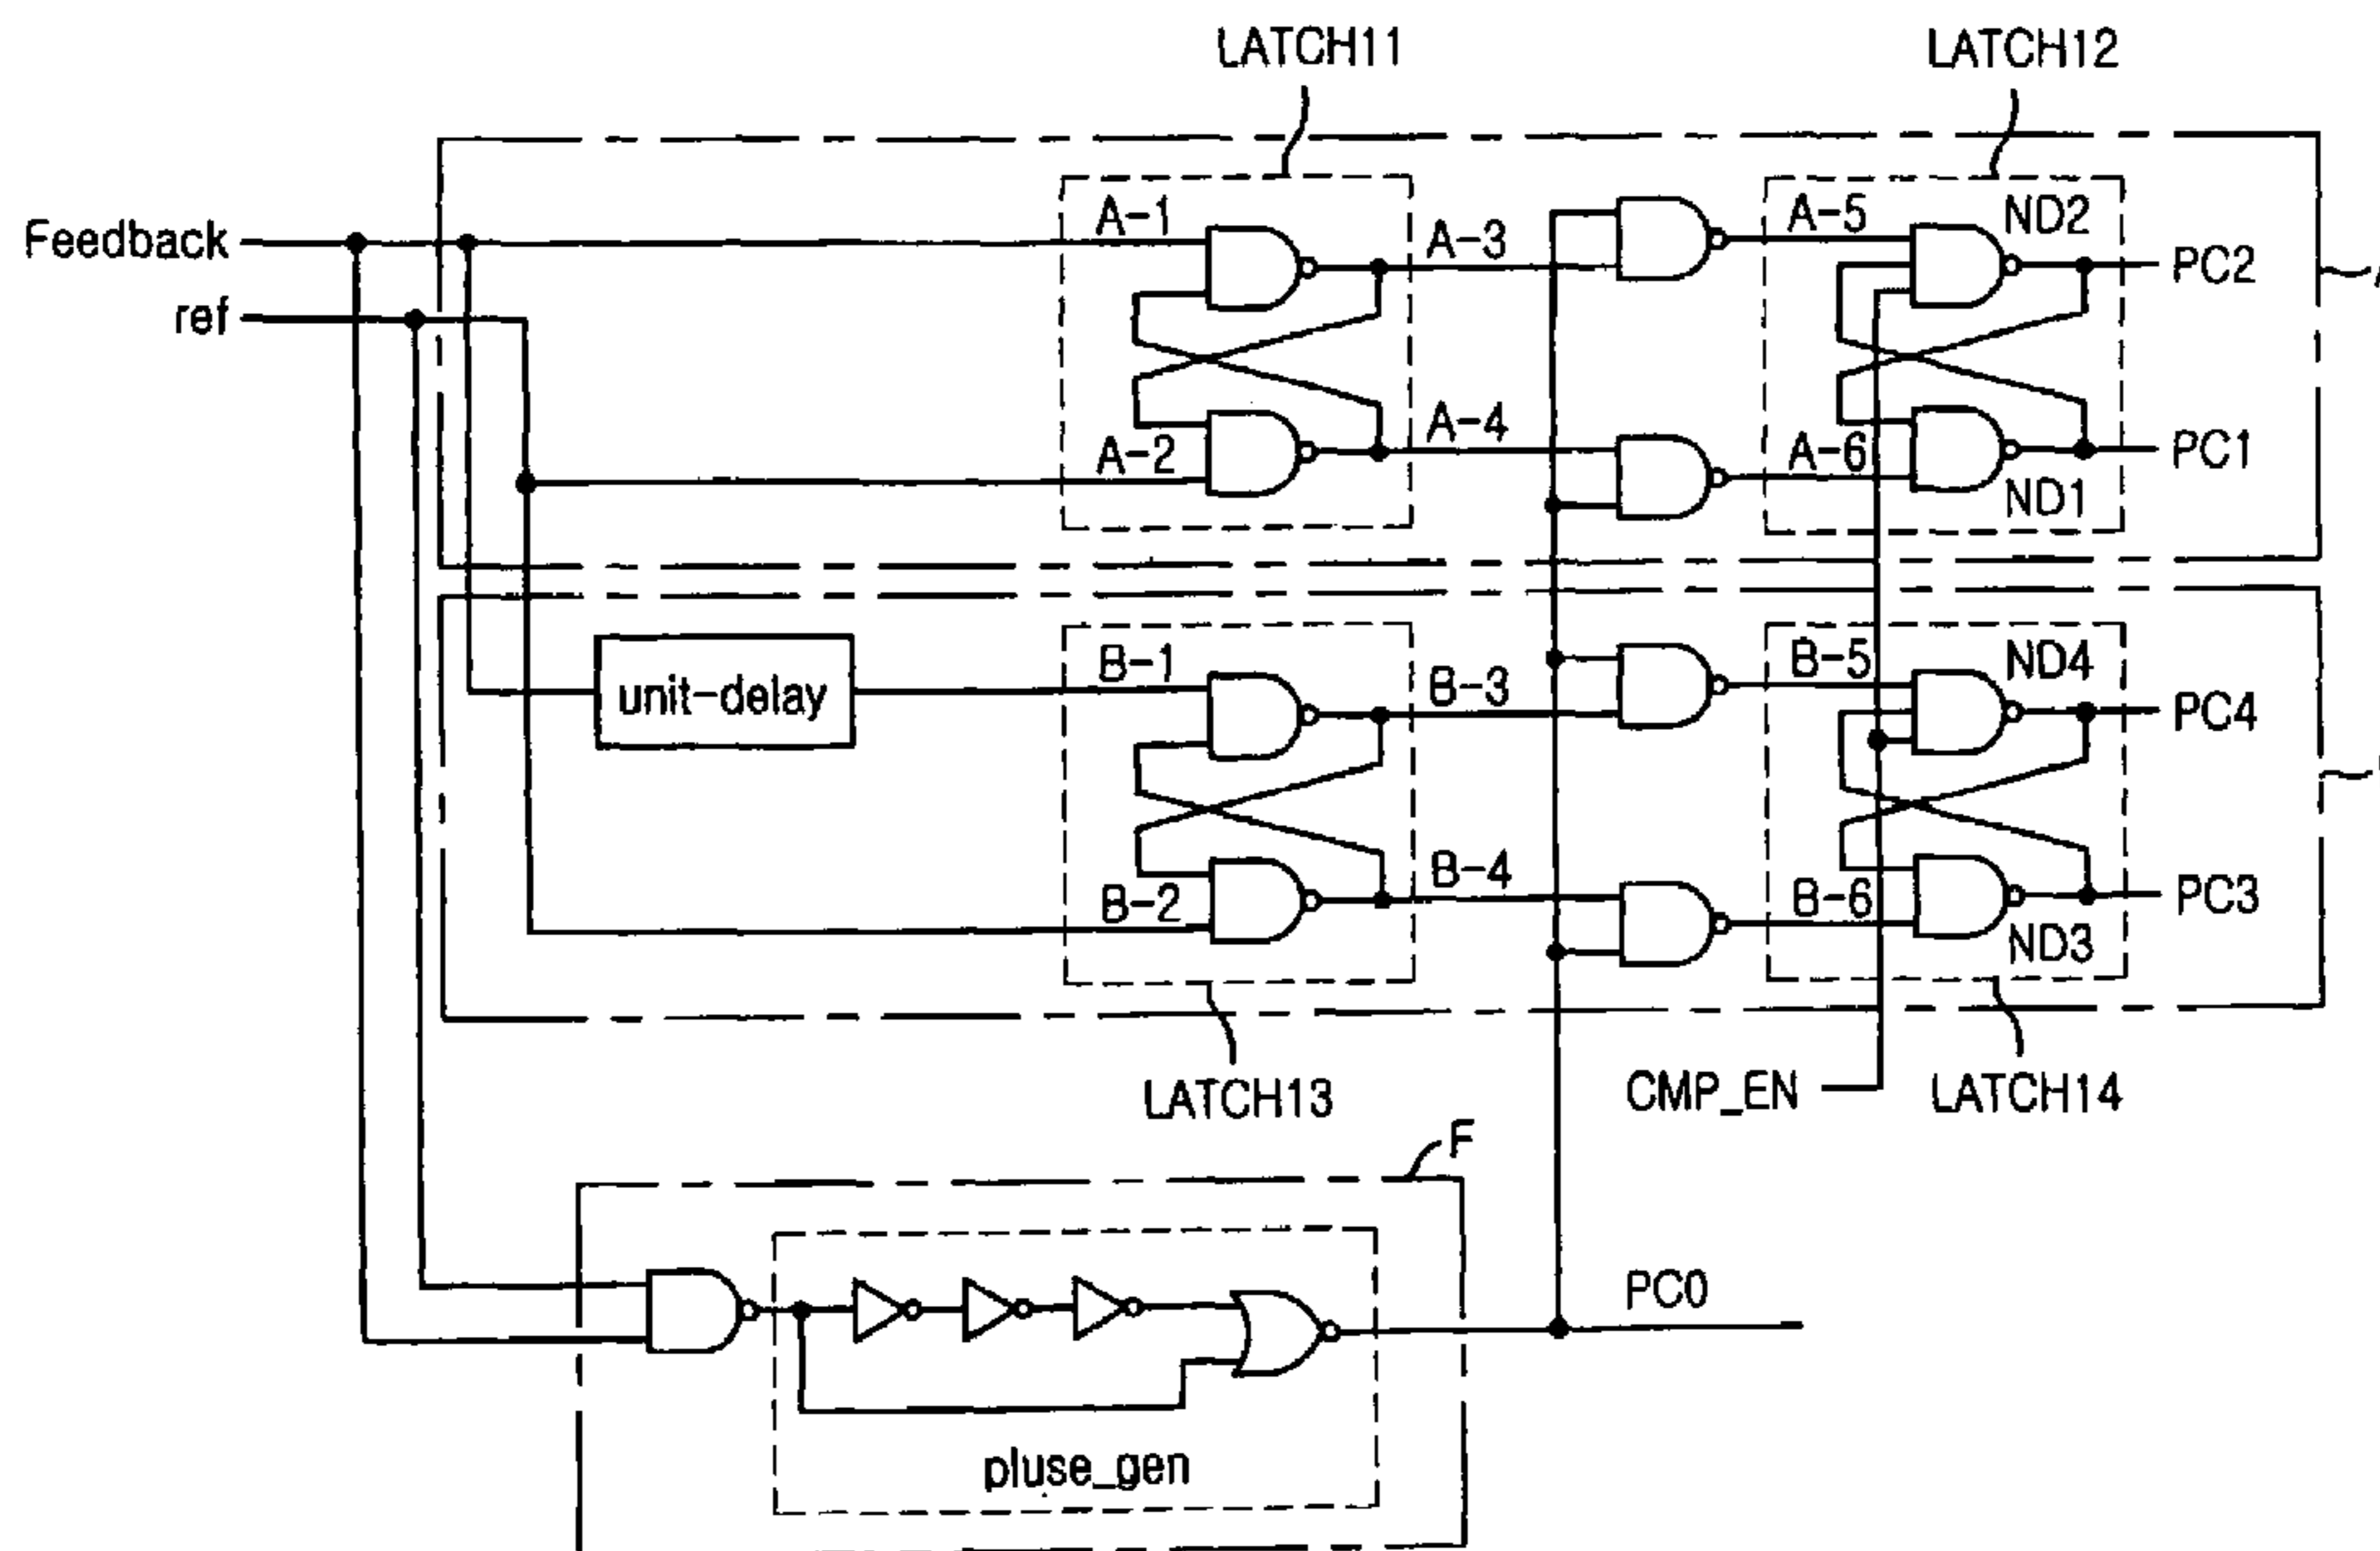 LATCH11
LATCH12
Feedback
ref
A-1
A-3
A-5
ND2
PC2
A-2
A-4
A-6
ND1
PC1
unit-delay
B-1
B-3
B-5
ND4
PC4
B-2
B-4
B-6
ND3
PC3
LATCH13
CMP_EN
LATCH14
F
PC0
pluse_gen